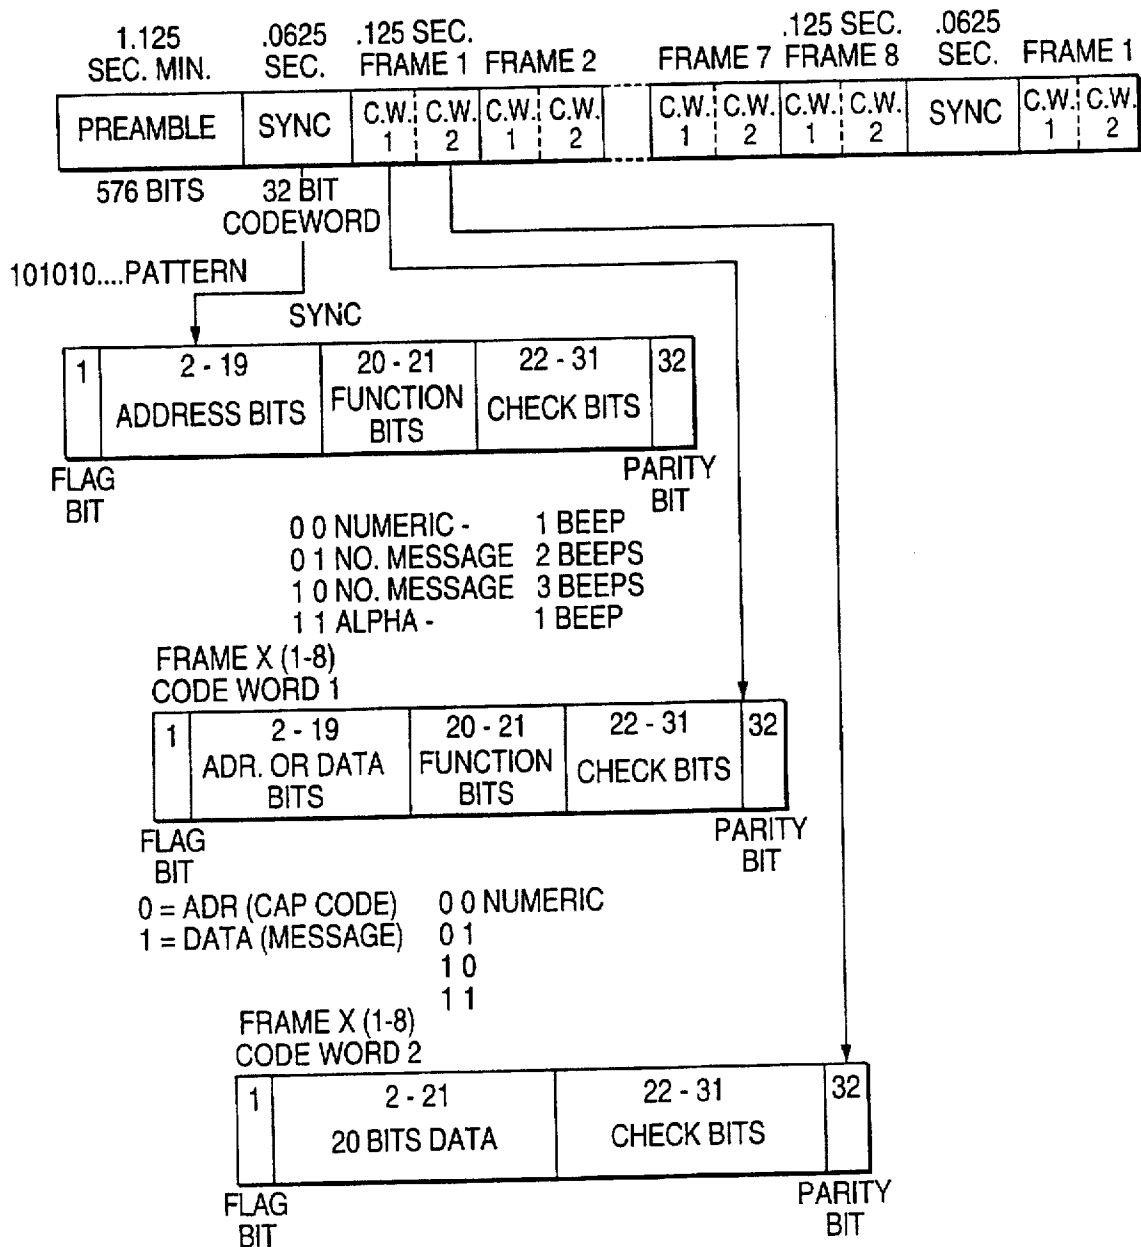 1.125 SEC. MIN.
.0625 SEC.
.125 SEC. FRAME 1
FRAME 2
FRAME 7
.125 SEC. FRAME 8
.0625 SEC.
FRAME 1
PREAMBLE
SYNC
C.W. 1
C.W. 2
C.W. 1
C.W. 2
C.W. 1
C.W. 2
C.W. 1
C.W. 2
SYNC
C.W. 1
C.W. 2
576 BITS
32 BIT
CODEWORD
101010....PATTERN
SYNC
1
2 - 19
ADDRESS BITS
20 - 21
FUNCTION
BITS
22 - 31
CHECK BITS
32
FLAG
BIT
PARITY
BIT
0 0 NUMERIC - 1 BEEP
0 1 NO. MESSAGE 2 BEEPS
1 0 NO. MESSAGE 3 BEEPS
1 1 ALPHA - 1 BEEP
FRAME X (1-8)
CODE WORD 1
1
2 - 19
ADR. OR DATA
BITS
20 - 21
FUNCTION
BITS
22 - 31
CHECK BITS
32
FLAG
BIT
PARITY
BIT
0 = ADR (CAP CODE) 0 0 NUMERIC
1 = DATA (MESSAGE) 0 1
1 0
1 1
FRAME X (1-8)
CODE WORD 2
1
2 - 21
20 BITS DATA
22 - 31
CHECK BITS
32
FLAG
BIT
PARITY
BIT